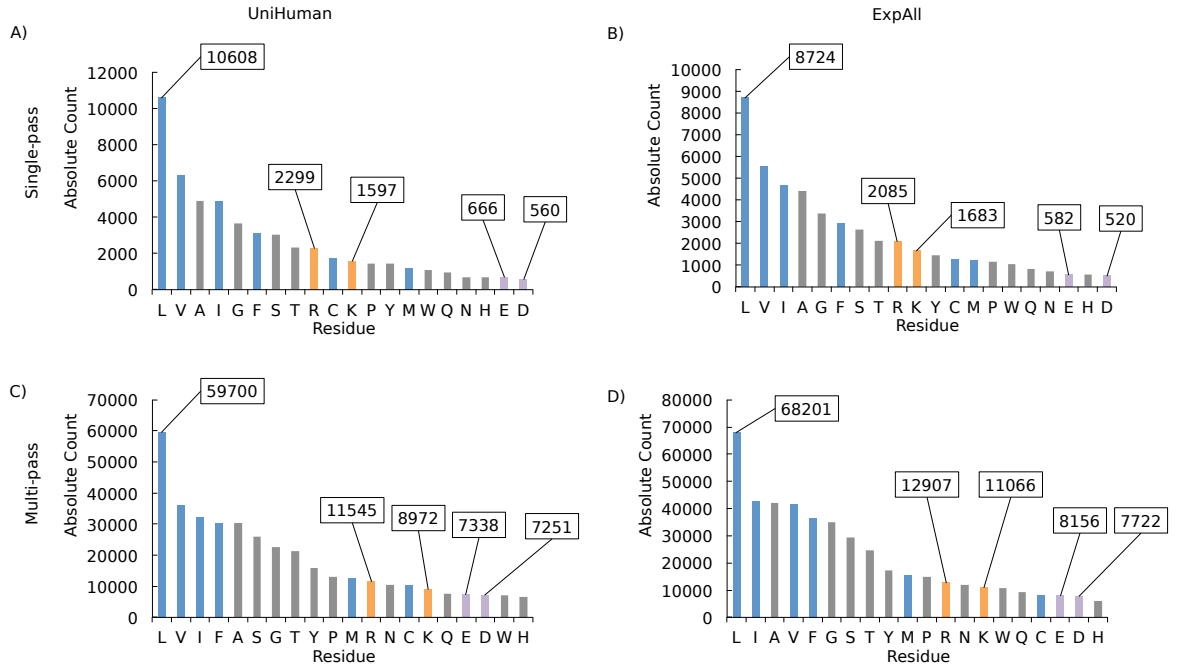 UniHuman
ExpAll
A)
B)
Single-pass
Absolute Count
12000
10000
8000
6000
4000
2000
0
10608
2299
1597
666
560
L V A I G F S T R C K P Y M W Q N H E D
Residue
Absolute Count
10000
9000
8000
7000
6000
5000
4000
3000
2000
1000
0
8724
2085
1683
582
520
L V I A G F S T R K Y C M P W Q N E H D
Residue
C)
D)
Multi-pass
Absolute Count
70000
60000
50000
40000
30000
20000
10000
0
59700
11545
8972
7338
7251
L V I F A S G T Y P M R N C K Q E D W H
Residue
Absolute Count
80000
70000
60000
50000
40000
30000
20000
10000
0
68201
12907
11066
8156
7722
L I A V F G S T Y M P R N K W Q C E D H
Residue